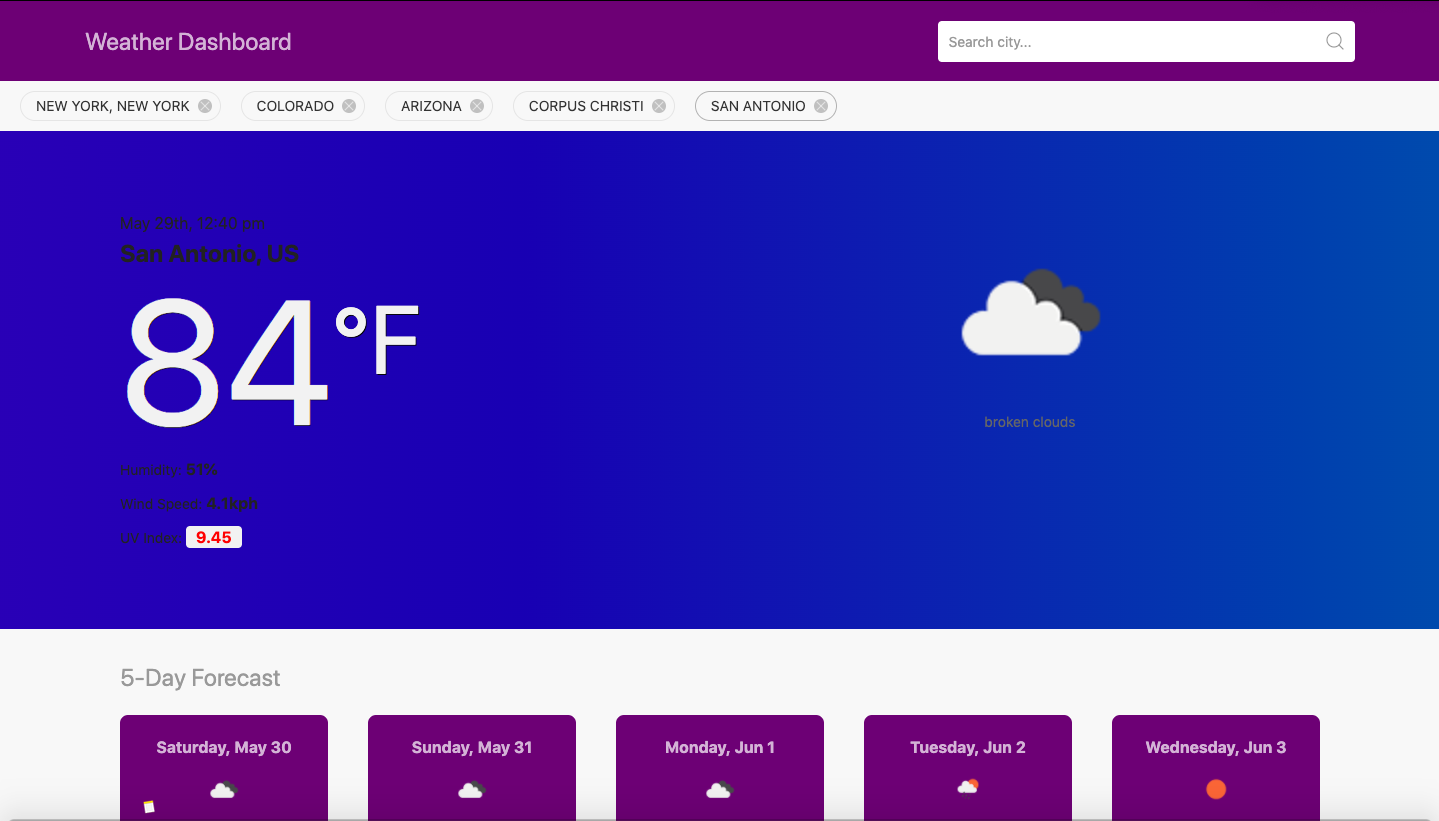 Weather Dashboard
Search city...
NEW YORK, NEW YORK
COLORADO
ARIZONA
CORPUS CHRISTI
SAN ANTONIO
May 29th, 12:40 pm
San Antonio, US
84°F
broken clouds
Humidity: 51%
Wind Speed: 4.1kph
UV Index: 9.45
5-Day Forecast
Saturday, May 30
Sunday, May 31
Monday, Jun 1
Tuesday, Jun 2
Wednesday, Jun 3